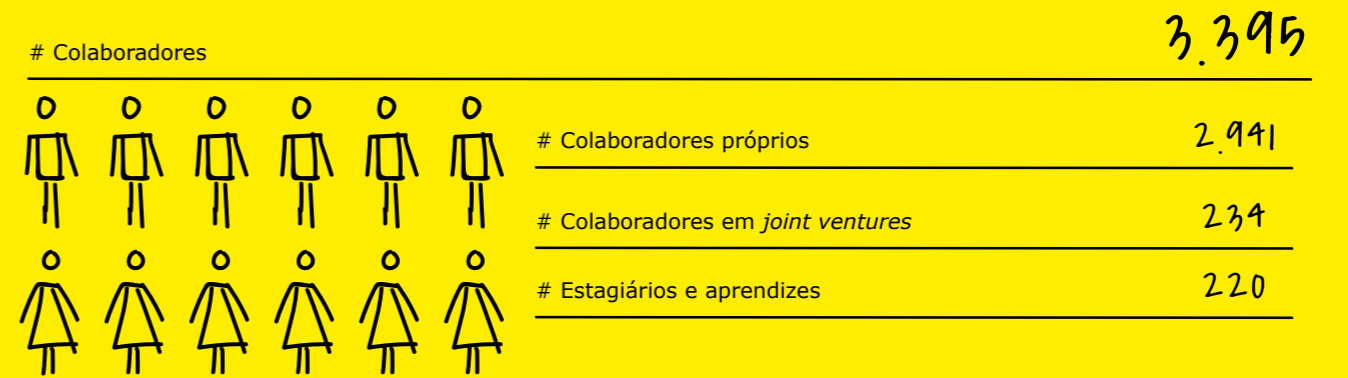 # Colaboradores 3.395
# Colaboradores próprios 2.941
# Colaboradores em joint ventures 234
# Estagiários e aprendizes 220